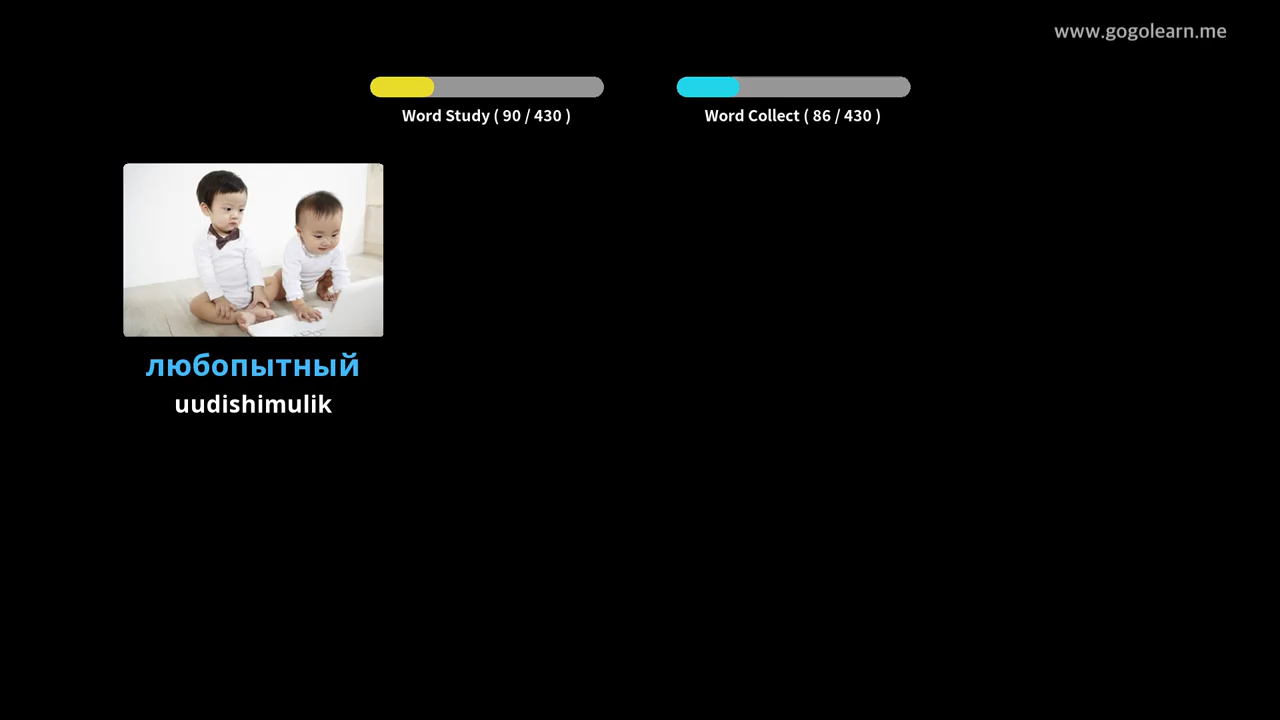 www.gogolearn.me
Word Study ( 90 / 430 )
Word Collect ( 86 / 430 )
любопытный
uudishimulik